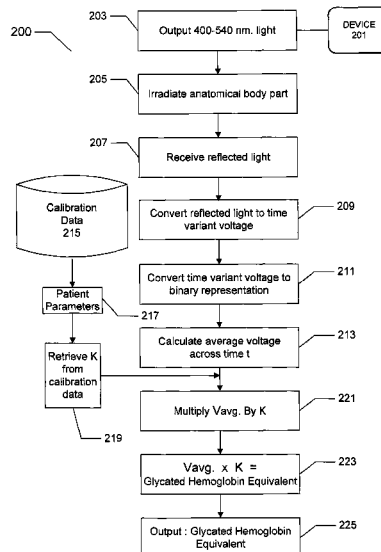 200
203
Output 400-540 nm. light
DEVICE
201
205
Irradiate anatomical body part
207
Receive reflected light
Calibration
Data
215
Convert reflected light to time
variant voltage
209
Convert time variant voltage to
binary representation
211
Patient
Parameters
217
Calculate average voltage
across time t
213
Retrieve K
from
calibration
data
219
Multiply Vavg. By K
221
Vavg. x K =
Glycated Hemoglobin Equivalent
223
Output : Glycated Hemoglobin
Equivalent
225